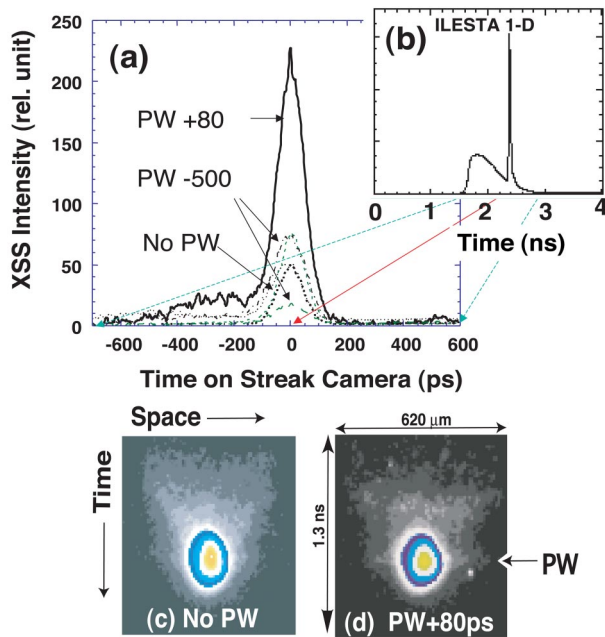 250
200
150
100
50
0
XSS Intensity (rel. unit)
(a)
PW +80
PW -500
No PW
-600 -400 -200 0 200 400 600
Time on Streak Camera (ps)
(b) ILESTA 1-D
0 1 2 3 4
Time (ns)
Space
Time
(c) No PW
620 μm
1.3 ns
PW
(d) PW+80ps